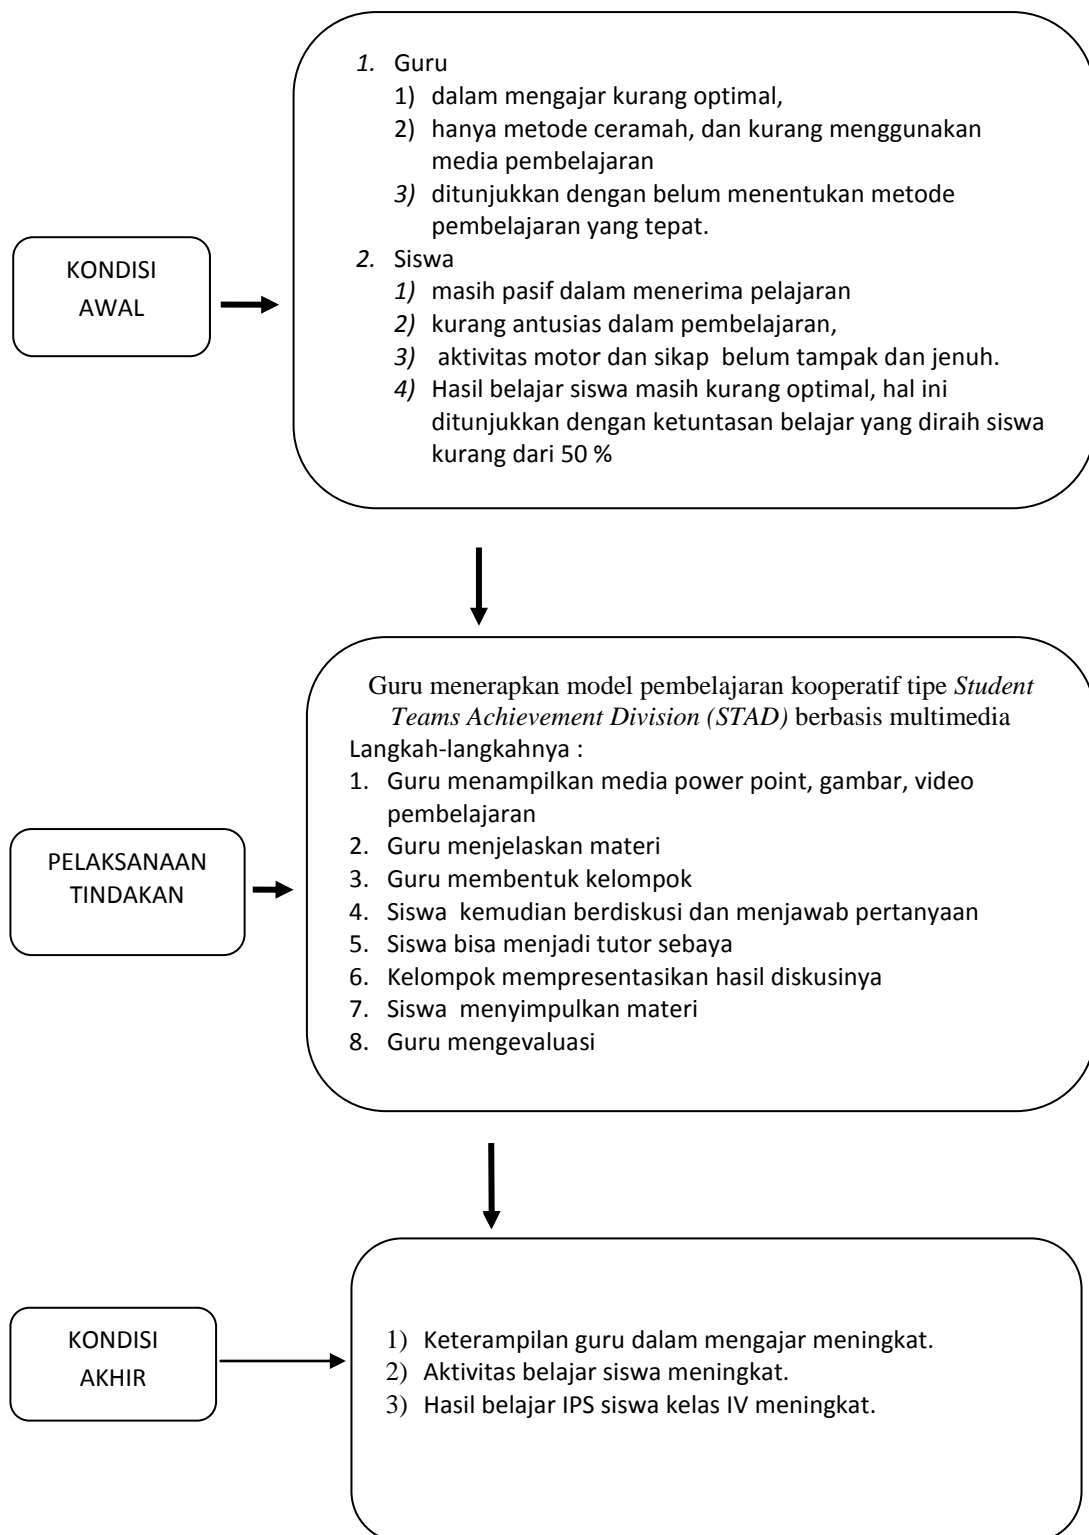 1. Guru
1) dalam mengajar kurang optimal,
2) hanya metode ceramah, dan kurang menggunakan
media pembelajaran
3) ditunjukkan dengan belum menentukan metode
pembelajaran yang tepat.
KONDISI
AWAL
2. Siswa
1) masih pasif dalam menerima pelajaran
2) kurang antusias dalam pembelajaran,
3) aktivitas motor dan sikap belum tampak dan jenuh.
4) Hasil belajar siswa masih kurang optimal, hal ini
ditunjukkan dengan ketuntasan belajar yang diraih siswa
kurang dari 50 %
Guru menerapkan model pembelajaran kooperatif tipe Student
Teams Achievement Division (STAD) berbasis multimedia
Langkah-langkahnya :
1. Guru menampilkan media power point, gambar, video
pembelajaran
PELAKSANAAN
TINDAKAN
2. Guru menjelaskan materi
3. Guru membentuk kelompok
4. Siswa kemudian berdiskusi dan menjawab pertanyaan
5. Siswa bisa menjadi tutor sebaya
6. Kelompok mempresentasikan hasil diskusinya
7. Siswa menyimpulkan materi
8. Guru mengevaluasi
KONDISI
AKHIR
1) Keterampilan guru dalam mengajar meningkat.
2) Aktivitas belajar siswa meningkat.
3) Hasil belajar IPS siswa kelas IV meningkat.